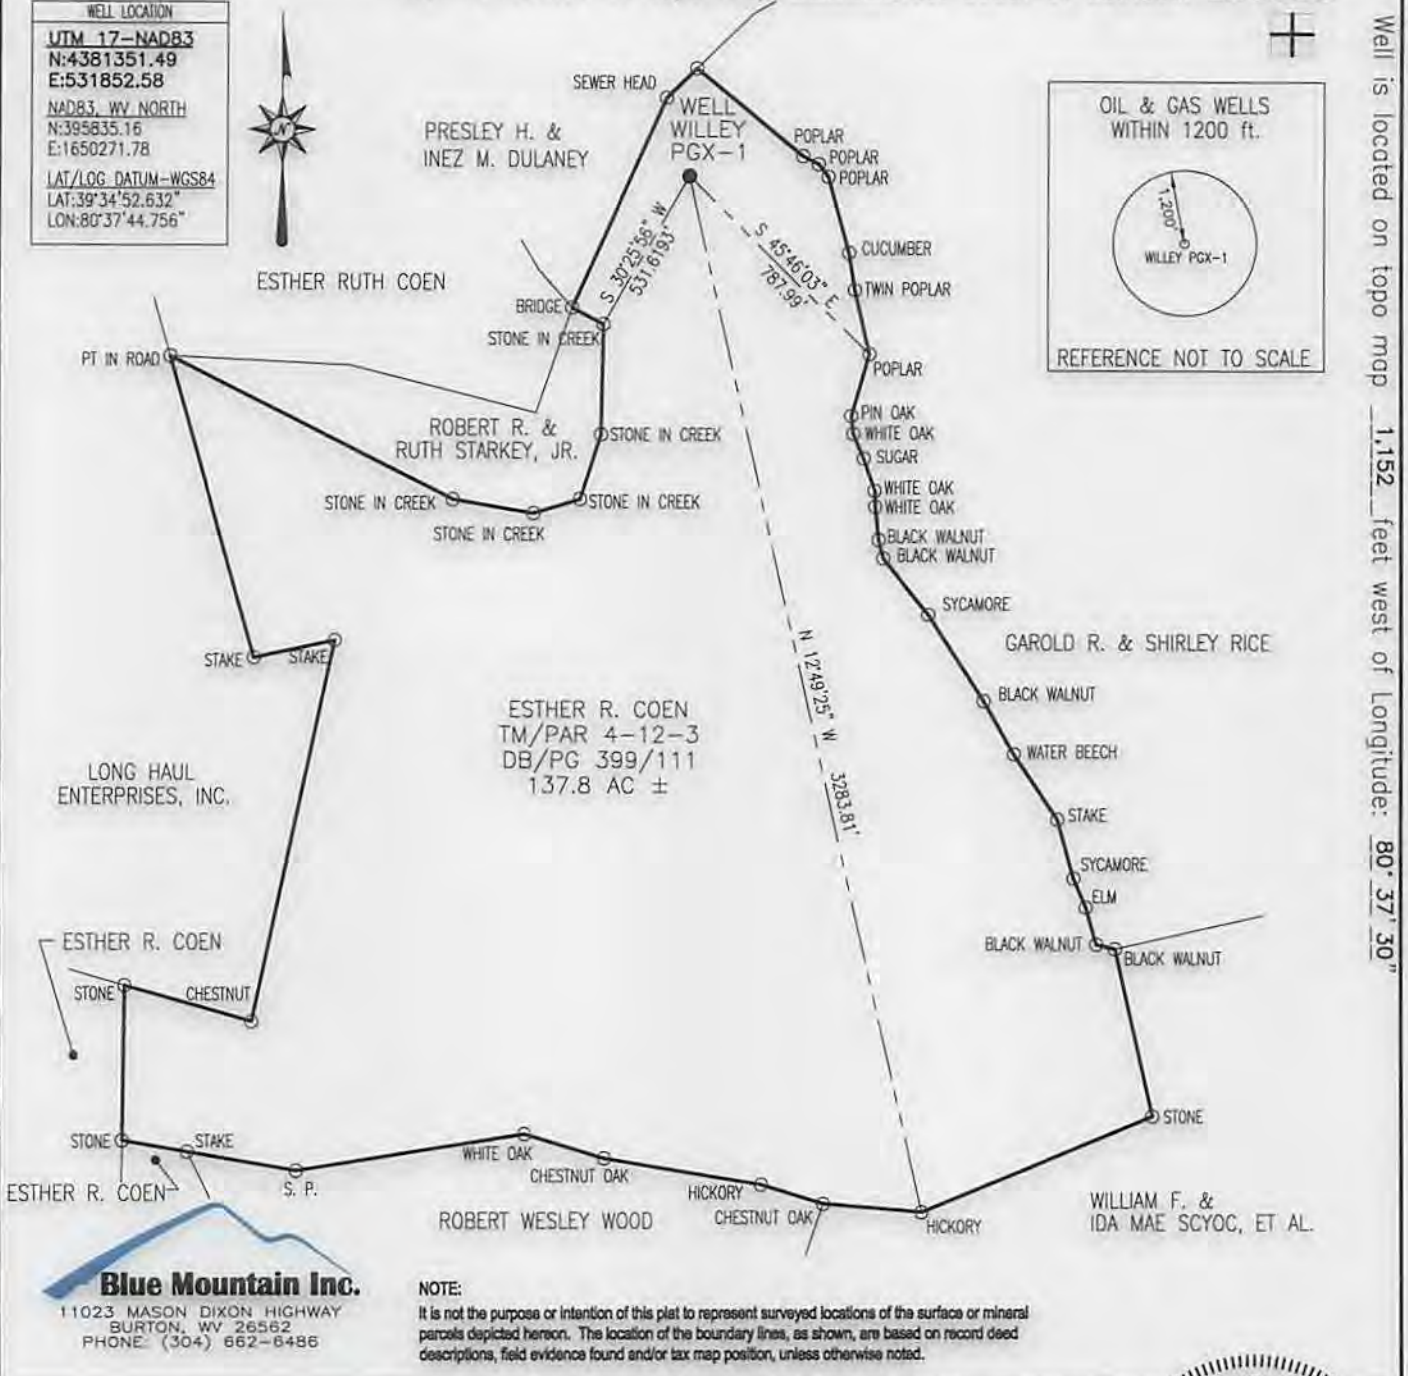 WELL LOCATION
UTM 17-NAD83
N:4381351.49
E:531852.58
NAD83, WV NORTH
N:395835.16
E:1650271.78
LAT/LOG DATUM-WGS84
LAT:39°34'52.632"
LON:80°37'44.756"
N
SEWER HEAD
WELL
WILLEY
PGX-1
PRESLEY H. &
INEZ M. DULANEY
POPLAR
POPLAR
POPLAR
OIL & GAS WELLS
WITHIN 1200 ft.
1,200'
WILLEY PGX-1
REFERENCE NOT TO SCALE
Well is located on topo map 1,152 feet west of Longitude: 80° 37' 30"
S 30°25'56" W
531.6193'
S 45°46'03" E
787.99'
CUCUMBER
TWIN POPLAR
ESTHER RUTH COEN
BRIDGE
STONE IN CREEK
PT IN ROAD
POPLAR
PIN OAK
WHITE OAK
SUGAR
ROBERT R. &
RUTH STARKEY, JR.
STONE IN CREEK
STONE IN CREEK
STONE IN CREEK
STONE IN CREEK
WHITE OAK
WHITE OAK
BLACK WALNUT
BLACK WALNUT
SYCAMORE
GAROLD R. & SHIRLEY RICE
STAKE
STAKE
N 12°49'25" W
3283.81'
BLACK WALNUT
ESTHER R. COEN
TM/PAR 4-12-3
DB/PG 399/111
137.8 AC ±
WATER BEECH
LONG HAUL
ENTERPRISES, INC.
STAKE
SYCAMORE
ELM
BLACK WALNUT
BLACK WALNUT
ESTHER R. COEN
STONE
CHESTNUT
STONE
STONE
STAKE
WHITE OAK
CHESTNUT OAK
S. P.
HICKORY
CHESTNUT OAK
HICKORY
ESTHER R. COEN
ROBERT WESLEY WOOD
WILLIAM F. &
IDA MAE SCYOC, ET AL.
Blue Mountain Inc.
11023 MASON DIXON HIGHWAY
BURTON, WV 26562
PHONE: (304) 662-6486
NOTE:
It is not the purpose or intention of this plat to represent surveyed locations of the surface or mineral
parcels depicted hereon. The location of the boundary lines, as shown, are based on record deed
descriptions, field evidence found and/or tax map position, unless otherwise noted.